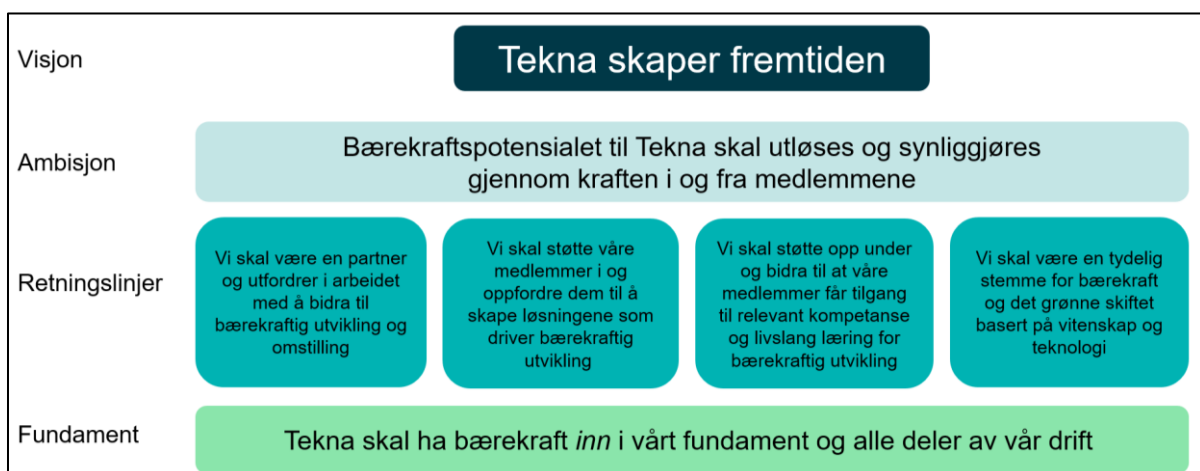 Visjon
Tekna skaper fremtiden
Ambisjon
Bærekraftspotensialet til Tekna skal utløses og synliggjøres
gjennom kraften i og fra medlemmene
Retningslinjer
Vi skal være en partner
og utfordrer i arbeidet
med å bidra til
bærekraftig utvikling og
omstilling
Vi skal støtte våre
medlemmer i og
oppfordre dem til å
skape løsningene som
driver bærekraftig
utvikling
Vi skal støtte opp under
og bidra til at våre
medlemmer får tilgang
til relevant kompetanse
og livslang læring for
bærekraftig utvikling
Vi skal være en tydelig
stemme for bærekraft
og det grønne skiftet
basert på vitenskap og
teknologi
Fundament
Tekna skal ha bærekraft inn i vårt fundament og alle deler av vår drift